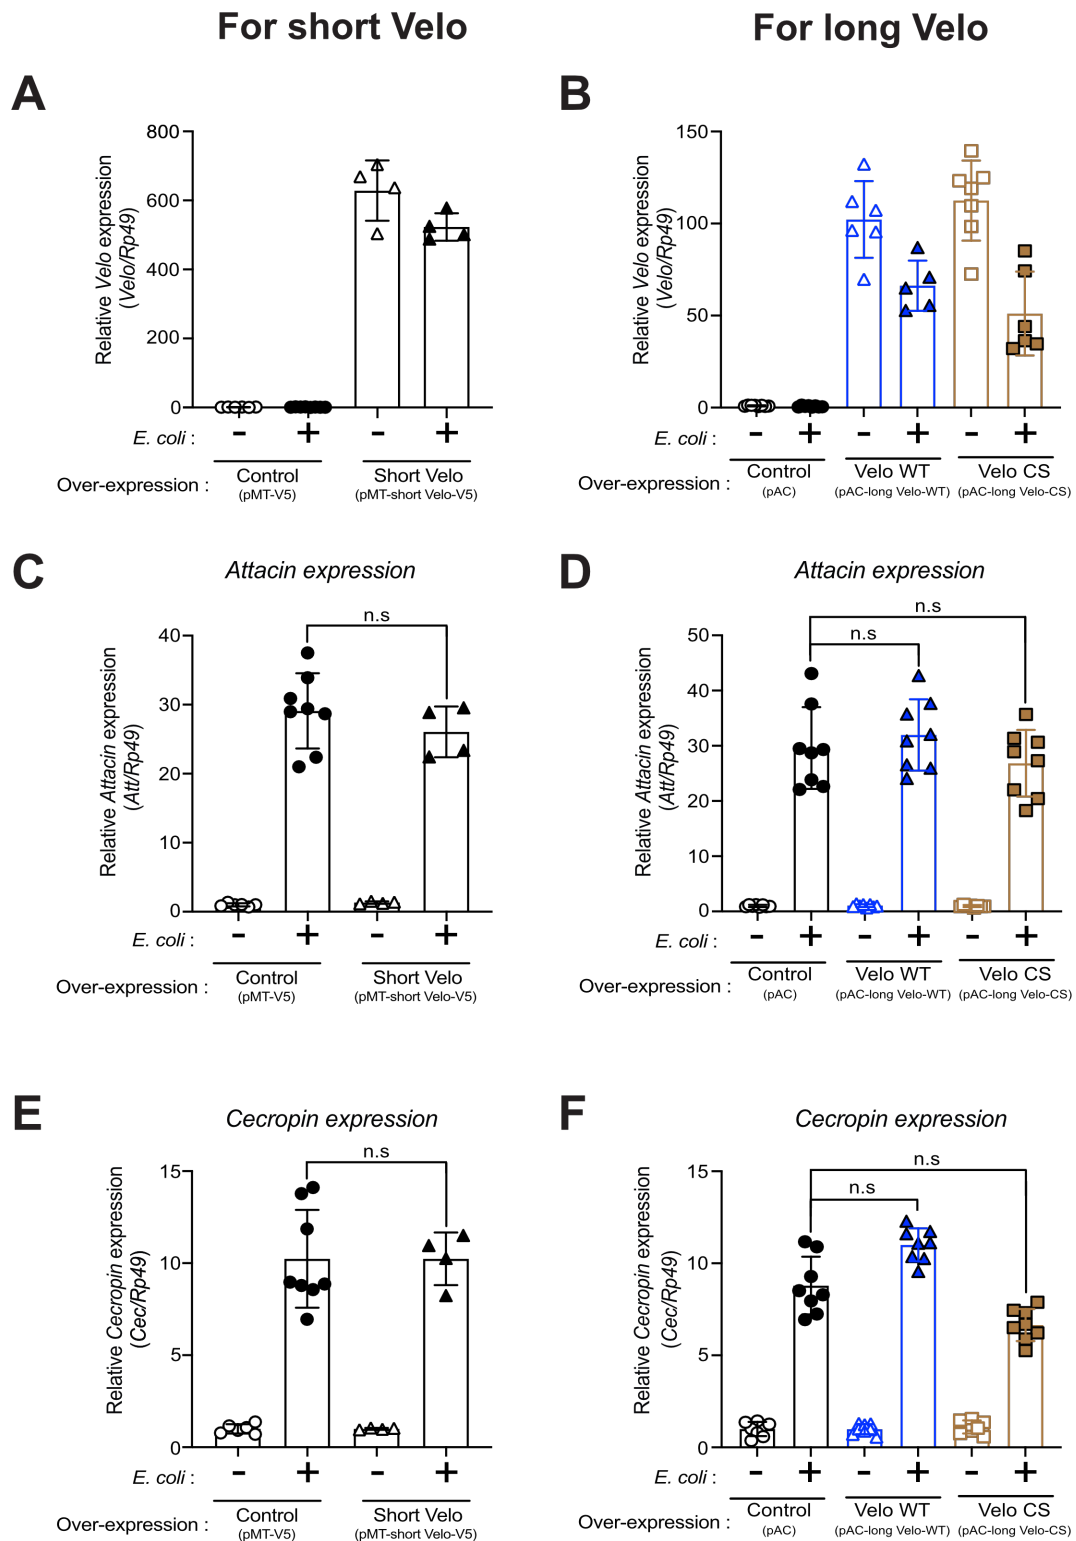 For short Velo
For long Velo
A
Relative Velo expression
(Velo/Rp49)
800
600
400
200
0
E. coli : - + - +
Over-expression : Control Short Velo
(pMT-V5) (pMT-short Velo-V5)
B
Relative Velo expression
(Velo/Rp49)
150
100
50
0
E. coli : - + - + - +
Over-expression : Control Velo WT Velo CS
(pAC) (pAC-long Velo-WT) (pAC-long Velo-CS)
C
Attacin expression
n.s
Relative Attacin expression
(Att/Rp49)
40
30
20
10
0
E. coli : - + - +
Over-expression : Control Short Velo
(pMT-V5) (pMT-short Velo-V5)
D
Attacin expression
n.s
n.s
Relative Attacin expression
(Att/Rp49)
50
40
30
20
10
0
E. coli : - + - + - +
Over-expression : Control Velo WT Velo CS
(pAC) (pAC-long Velo-WT) (pAC-long Velo-CS)
E
Cecropin expression
n.s
Relative Cecropin expression
(Cec/Rp49)
15
10
5
0
E. coli : - + - +
Over-expression : Control Short Velo
(pMT-V5) (pMT-short Velo-V5)
F
Cecropin expression
n.s
n.s
Relative Cecropin expression
(Cec/Rp49)
15
10
5
0
E. coli : - + - + - +
Over-expression : Control Velo WT Velo CS
(pAC) (pAC-long Velo-WT) (pAC-long Velo-CS)